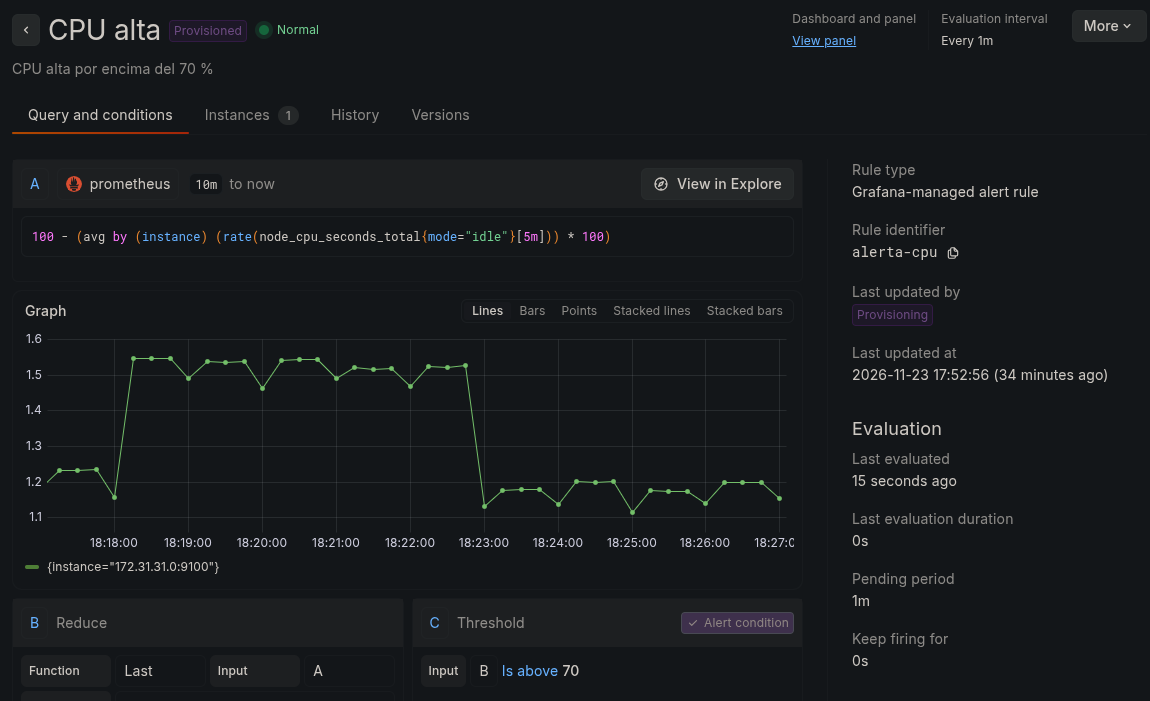 CPU alta Provisioned Normal
Dashboard and panel
View panel
Evaluation interval
Every 1m
More
CPU alta por encima del 70 %
Query and conditions Instances 1 History Versions
A prometheus 10m to now View in Explore
100 - (avg by (instance) (rate(node_cpu_seconds_total{mode="idle"}[5m])) * 100)
Graph Lines Bars Points Stacked lines Stacked bars
1.6
1.5
1.4
1.3
1.2
1.1
18:18:00 18:19:00 18:20:00 18:21:00 18:22:00 18:23:00 18:24:00 18:25:00 18:26:00 18:27:0
{instance="172.31.31.0:9100"}
B Reduce
Function Last Input A
C Threshold Alert condition
Input B Is above 70
Rule type
Grafana-managed alert rule
Rule identifier
alerta-cpu
Last updated by
Provisioning
Last updated at
2026-11-23 17:52:56 (34 minutes ago)
Evaluation
Last evaluated
15 seconds ago
Last evaluation duration
0s
Pending period
1m
Keep firing for
0s